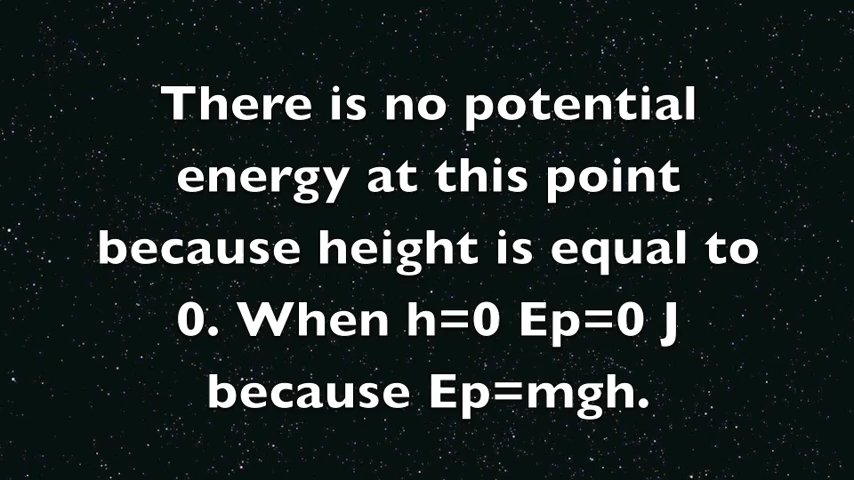 There is no potential
energy at this point
because height is equal to
0. When h=0 Ep=0 J
because Ep=mgh.